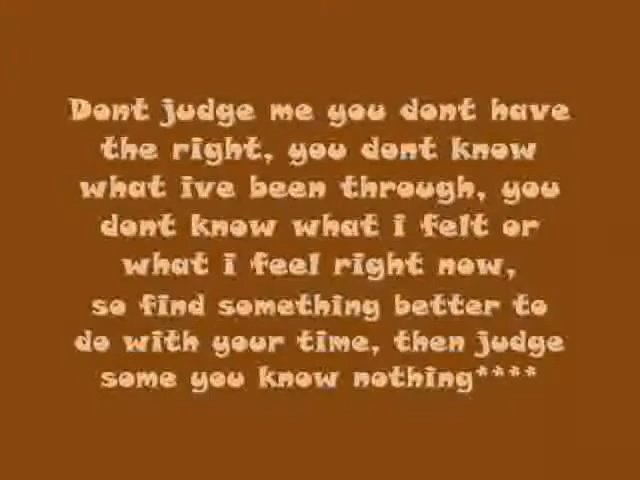 Dont judge me you dont have
the right, you dont know
what ive been through, you
dont know what i felt or
what i feel right now,
so find something better to
do with your time, then judge
some you know nothing****